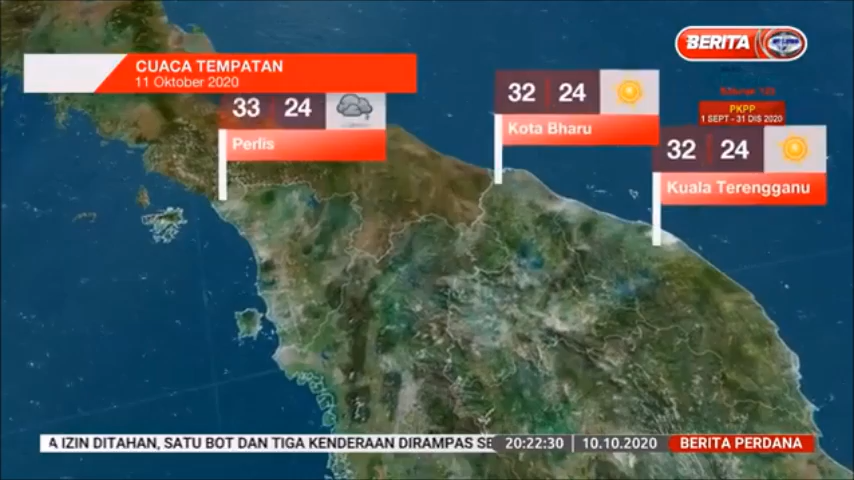 BERITA
CUACA TEMPATAN
11 Oktober 2020
33 24
Perlis
32 24
Kota Bharu
PKPP
1 SEPT - 31 DIS 2020
32 24
Kuala Terengganu
A IZIN DITAHAN, SATU BOT DAN TIGA KENDERAAN DIRAMPAS SE
20:22:30 | 10.10.2020
BERITA PERDANA